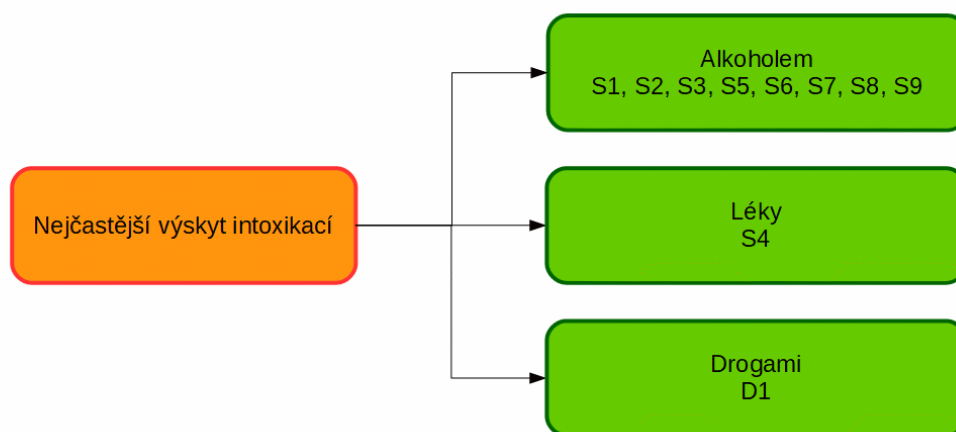 Alkoholem
S1, S2, S3, S5, S6, S7, S8, S9
Nejčastější výskyt intoxikací
Léky
S4
Drogami
D1